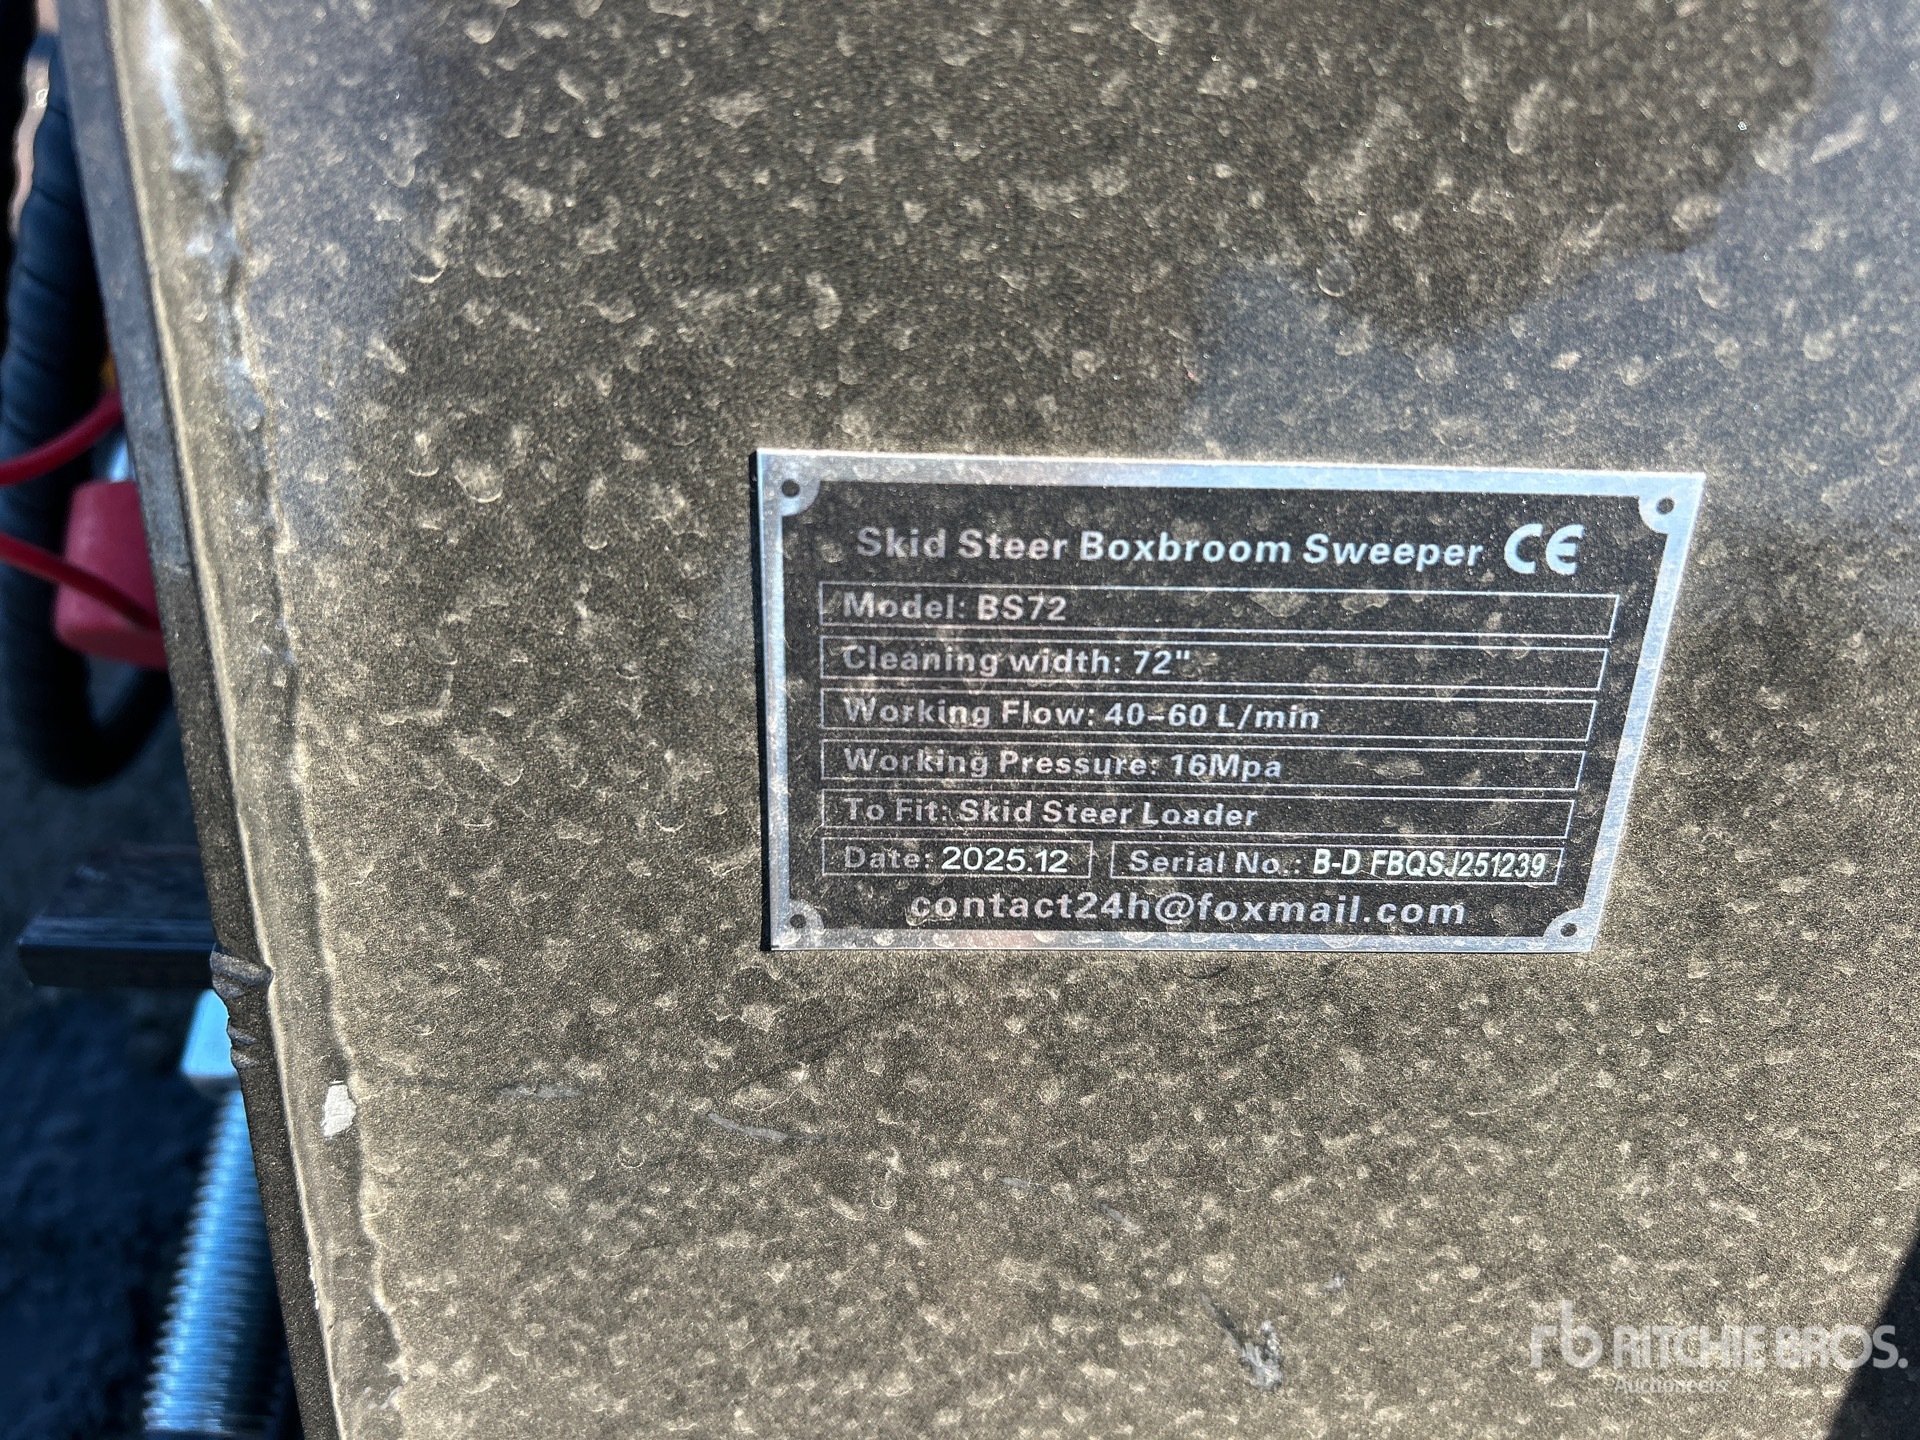 Skid Steer Boxbroom Sweeper CE
Model: BS72
Cleaning width: 72"
Working Flow: 40-60 L/min
Working Pressure: 16Mpa
To Fit: Skid Steer Loader
Date: 2025.12 Serial No.: B-D FBQSJ251239
contact24h@foxmail.com
rb RITCHIE BROS.
Auctioneers